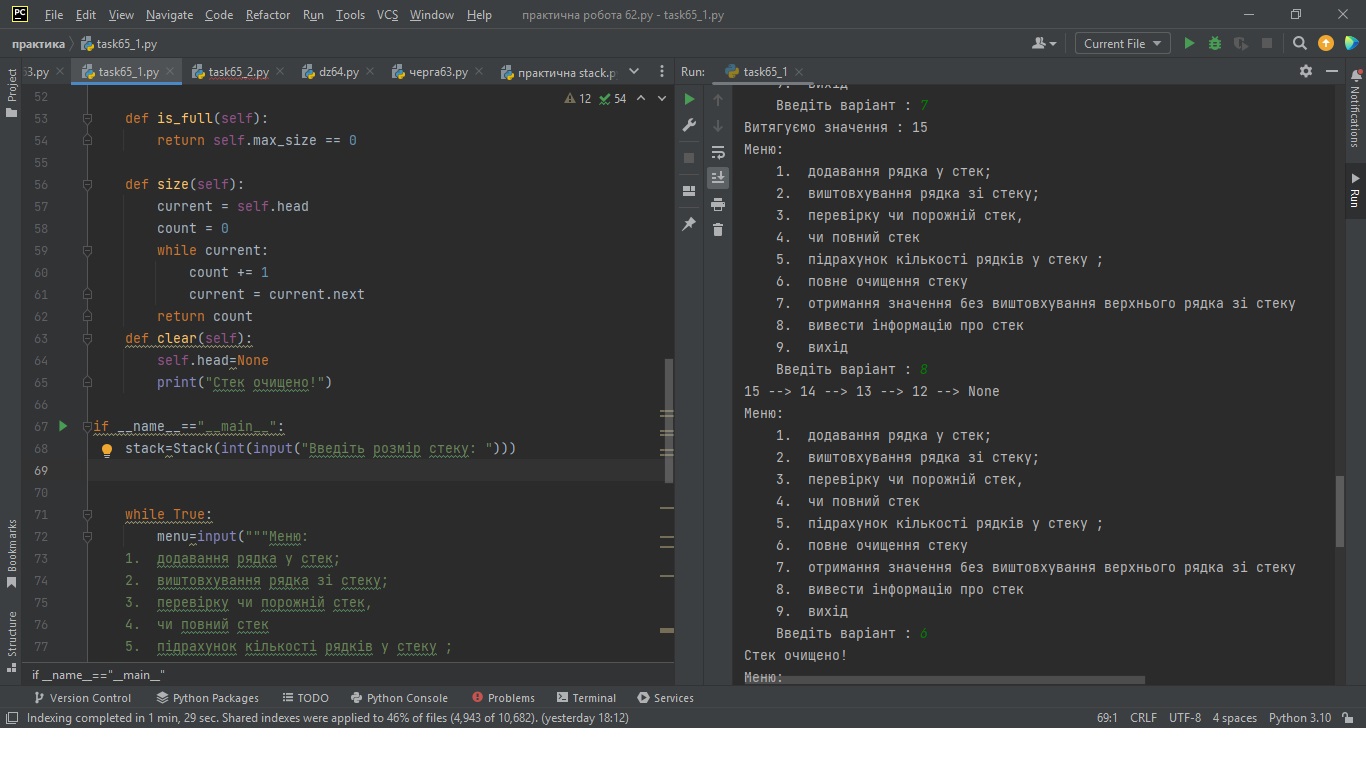 File Edit View Navigate Code Refactor Run Tools VCS Window Help практична робота 62.py - task65_1.py
практика task65_1.py Current File
63.py task65_1.py task65_2.py dz64.py черга63.py практична stack.p Run: task65_1
Project
Bookmarks
Structure
Notifications
Run
12 54
52
53 def is_full(self):
54 return self.max_size == 0
55
56 def size(self):
57 current = self.head
58 count = 0
59 while current:
60 count += 1
61 current = current.next
62 return count
63 def clear(self):
64 self.head=None
65 print("Стек очищено!")
66
67 if __name__=="__main__":
68 stack=Stack(int(input("Введіть розмір стеку: ")))
69
70
71 while True:
72 menu=input("""Меню:
73 1. додавання рядка у стек;
74 2. виштовхування рядка зі стеку;
75 3. перевірку чи порожній стек,
76 4. чи повний стек
77 5. підрахунок кількості рядків у стеку ;
if __name__=="__main__"
9. вихід
Введіть варіант : 7
Витягуємо значення : 15
Меню:
1. додавання рядка у стек;
2. виштовхування рядка зі стеку;
3. перевірку чи порожній стек,
4. чи повний стек
5. підрахунок кількості рядків у стеку ;
6. повне очищення стеку
7. отримання значення без виштовхування верхнього рядка зі стеку
8. вивести інформацію про стек
9. вихід
Введіть варіант : 8
15 --> 14 --> 13 --> 12 --> None
Меню:
1. додавання рядка у стек;
2. виштовхування рядка зі стеку;
3. перевірку чи порожній стек,
4. чи повний стек
5. підрахунок кількості рядків у стеку ;
6. повне очищення стеку
7. отримання значення без виштовхування верхнього рядка зі стеку
8. вивести інформацію про стек
9. вихід
Введіть варіант : 6
Стек очищено!
Меню:
Version Control Python Packages TODO Python Console Problems Terminal Services
Indexing completed in 1 min, 29 sec. Shared indexes were applied to 46% of files (4,943 of 10,682). (yesterday 18:12) 69:1 CRLF UTF-8 4 spaces Python 3.10